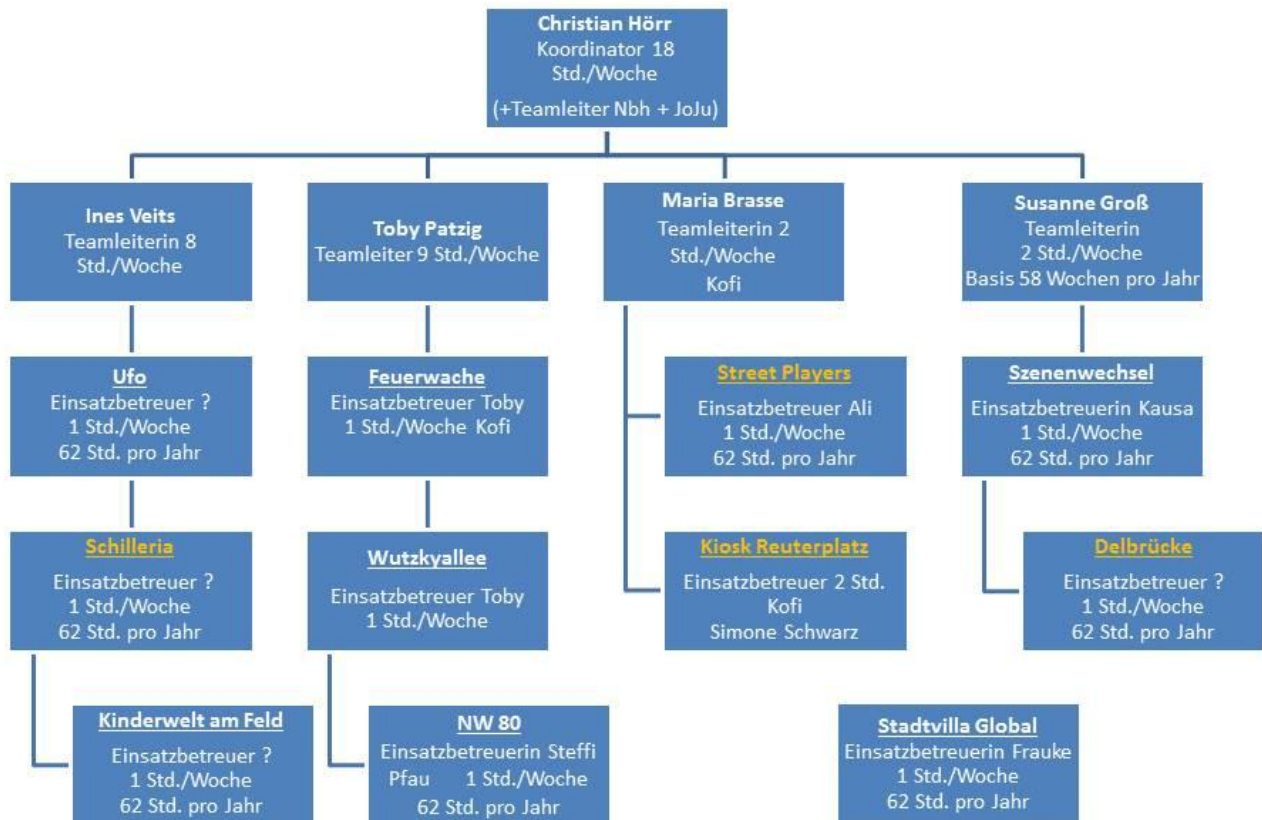 Christian Hörr
Koordinator 18
Std./Woche
(+Teamleiter Nbh + JoJu)
Ines Veits
Teamleiterin 8
Std./Woche
Toby Patzig
Teamleiter 9 Std./Woche
Maria Brasse
Teamleiterin 2
Std./Woche
Kofi
Susanne Groß
Teamleiterin
2 Std./Woche
Basis 58 Wochen pro Jahr
Ufo
Einsatzbetreuer ?
1 Std./Woche
62 Std. pro Jahr
Feuerwache
Einsatzbetreuer Toby
1 Std./Woche Kofi
Street Players
Einsatzbetreuer Ali
1 Std./Woche
62 Std. pro Jahr
Szenenwechsel
Einsatzbetreuerin Kausa
1 Std./Woche
62 Std. pro Jahr
Schilleria
Einsatzbetreuer ?
1 Std./Woche
62 Std. pro Jahr
Wutzkyallee
Einsatzbetreuer Toby
1 Std./Woche
Kiosk Reuterplatz
Einsatzbetreuer 2 Std.
Kofi
Simone Schwarz
Delbrücke
Einsatzbetreuer ?
1 Std./Woche
62 Std. pro Jahr
Kinderwelt am Feld
Einsatzbetreuer ?
1 Std./Woche
62 Std. pro Jahr
NW 80
Einsatzbetreuerin Steffi
Pfau 1 Std./Woche
62 Std. pro Jahr
Stadtvilla Global
Einsatzbetreuerin Frauke
1 Std./Woche
62 Std. pro Jahr